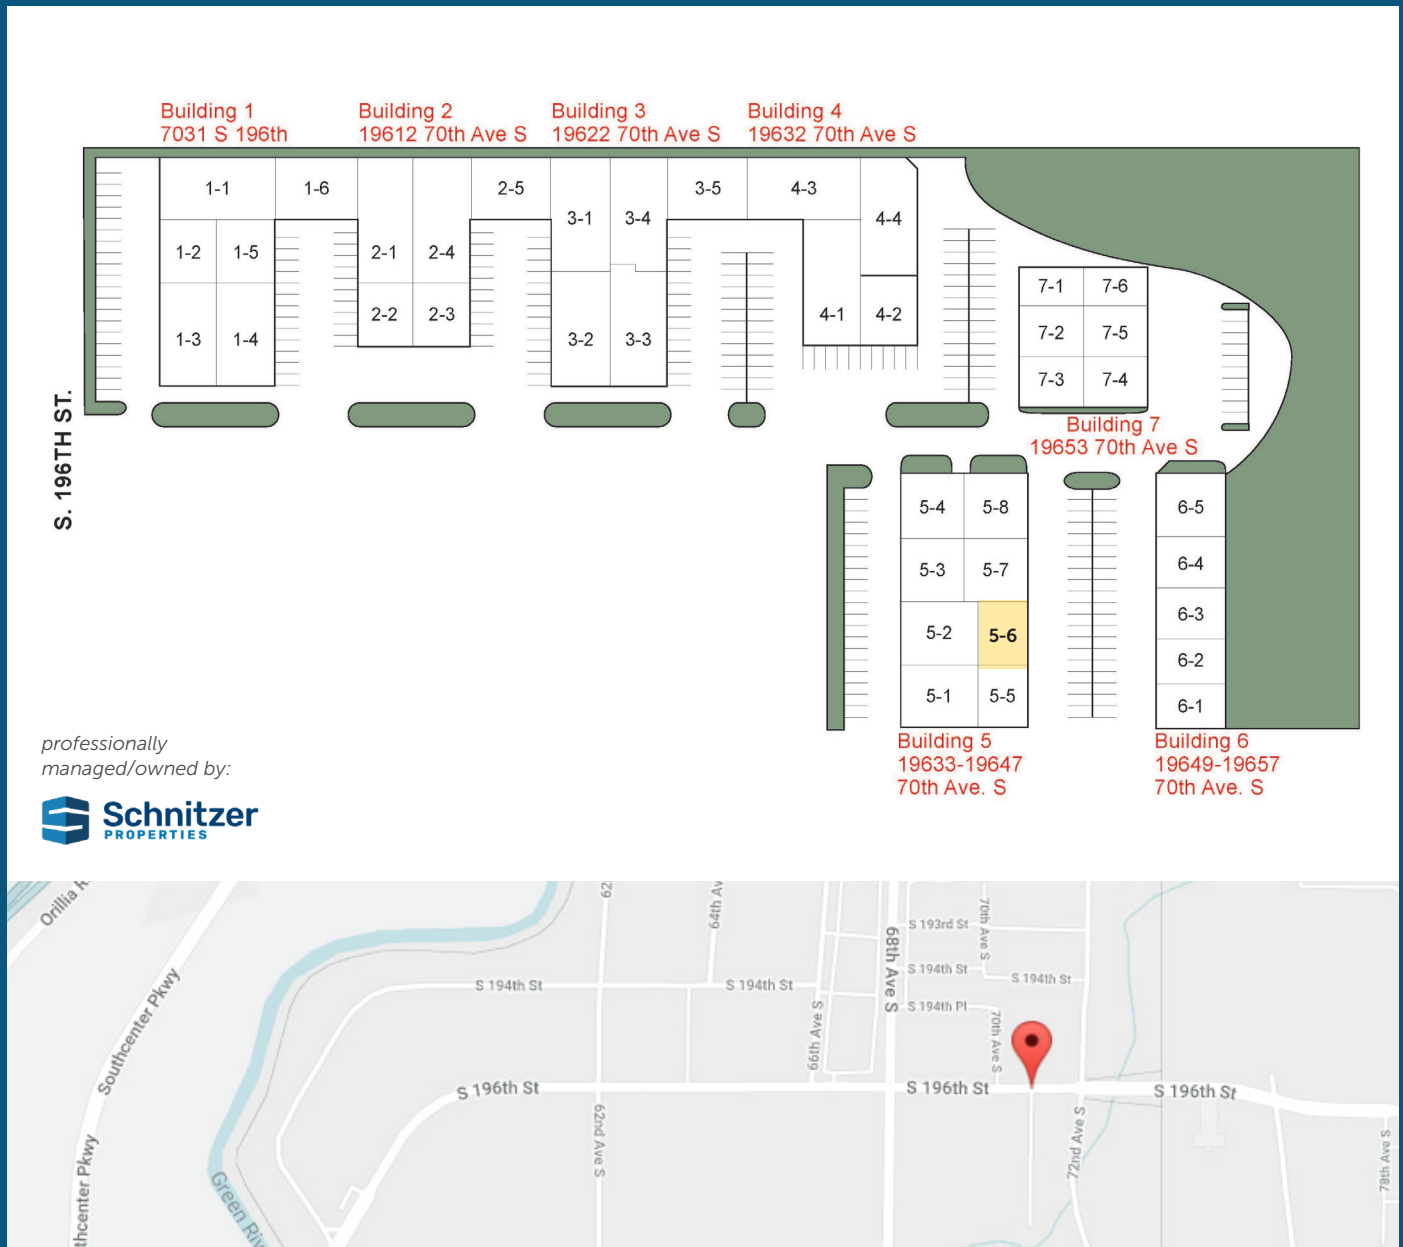 Building 1
7031 S 196th
Building 2
19612 70th Ave S
Building 3
19622 70th Ave S
Building 4
19632 70th Ave S
1-1
1-6
2-5
3-5
4-3
3-1
3-4
4-4
1-2
1-5
2-1
2-4
7-1
7-6
2-2
2-3
4-1
4-2
7-2
7-5
1-3
1-4
3-2
3-3
7-3
7-4
S. 196TH ST.
Building 7
19653 70th Ave S
5-4
5-8
6-5
5-3
5-7
6-4
6-3
5-2
5-6
6-2
5-1
5-5
6-1
Building 5
19633-19647
70th Ave. S
Building 6
19649-19657
70th Ave. S
professionally
managed/owned by:
Schnitzer
PROPERTIES
Orillia
62
64th Av
68th Ave S
70th Ave S
S 193rd St
S 194th St
S 194th St
S 194th St
S 194th St
S 194th Pl
Southcenter Pkwy
66th Ave S
70th Ave S
S 196th St
S 196th St
S 196th St
62nd Ave S
72nd Ave S
78th Ave S
thcenter Pkwy
Green Riv